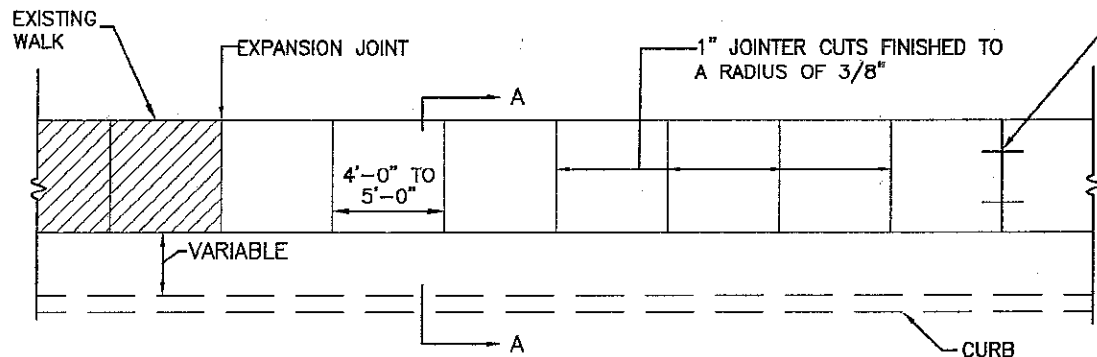 EXISTING
WALK
EXPANSION JOINT
1" JOINTER CUTS FINISHED TO
A RADIUS OF 3/8"
A
4'-0" TO
5'-0"
VARIABLE
A
CURB